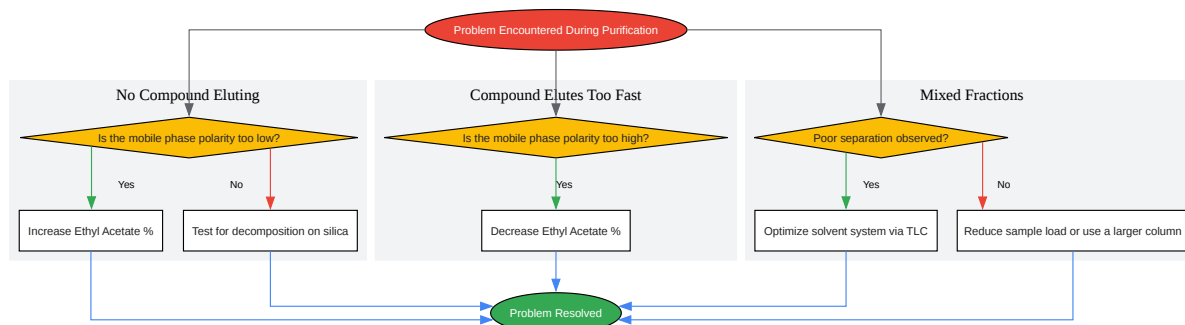 Problem Encountered During Purification
No Compound Eluting
Compound Elutes Too Fast
Mixed Fractions
Is the mobile phase polarity too low?
Is the mobile phase polarity too high?
Poor separation observed?
Yes
No
Yes
Yes
No
Increase Ethyl Acetate %
Test for decomposition on silica
Decrease Ethyl Acetate %
Optimize solvent system via TLC
Reduce sample load or use a larger column
Problem Resolved